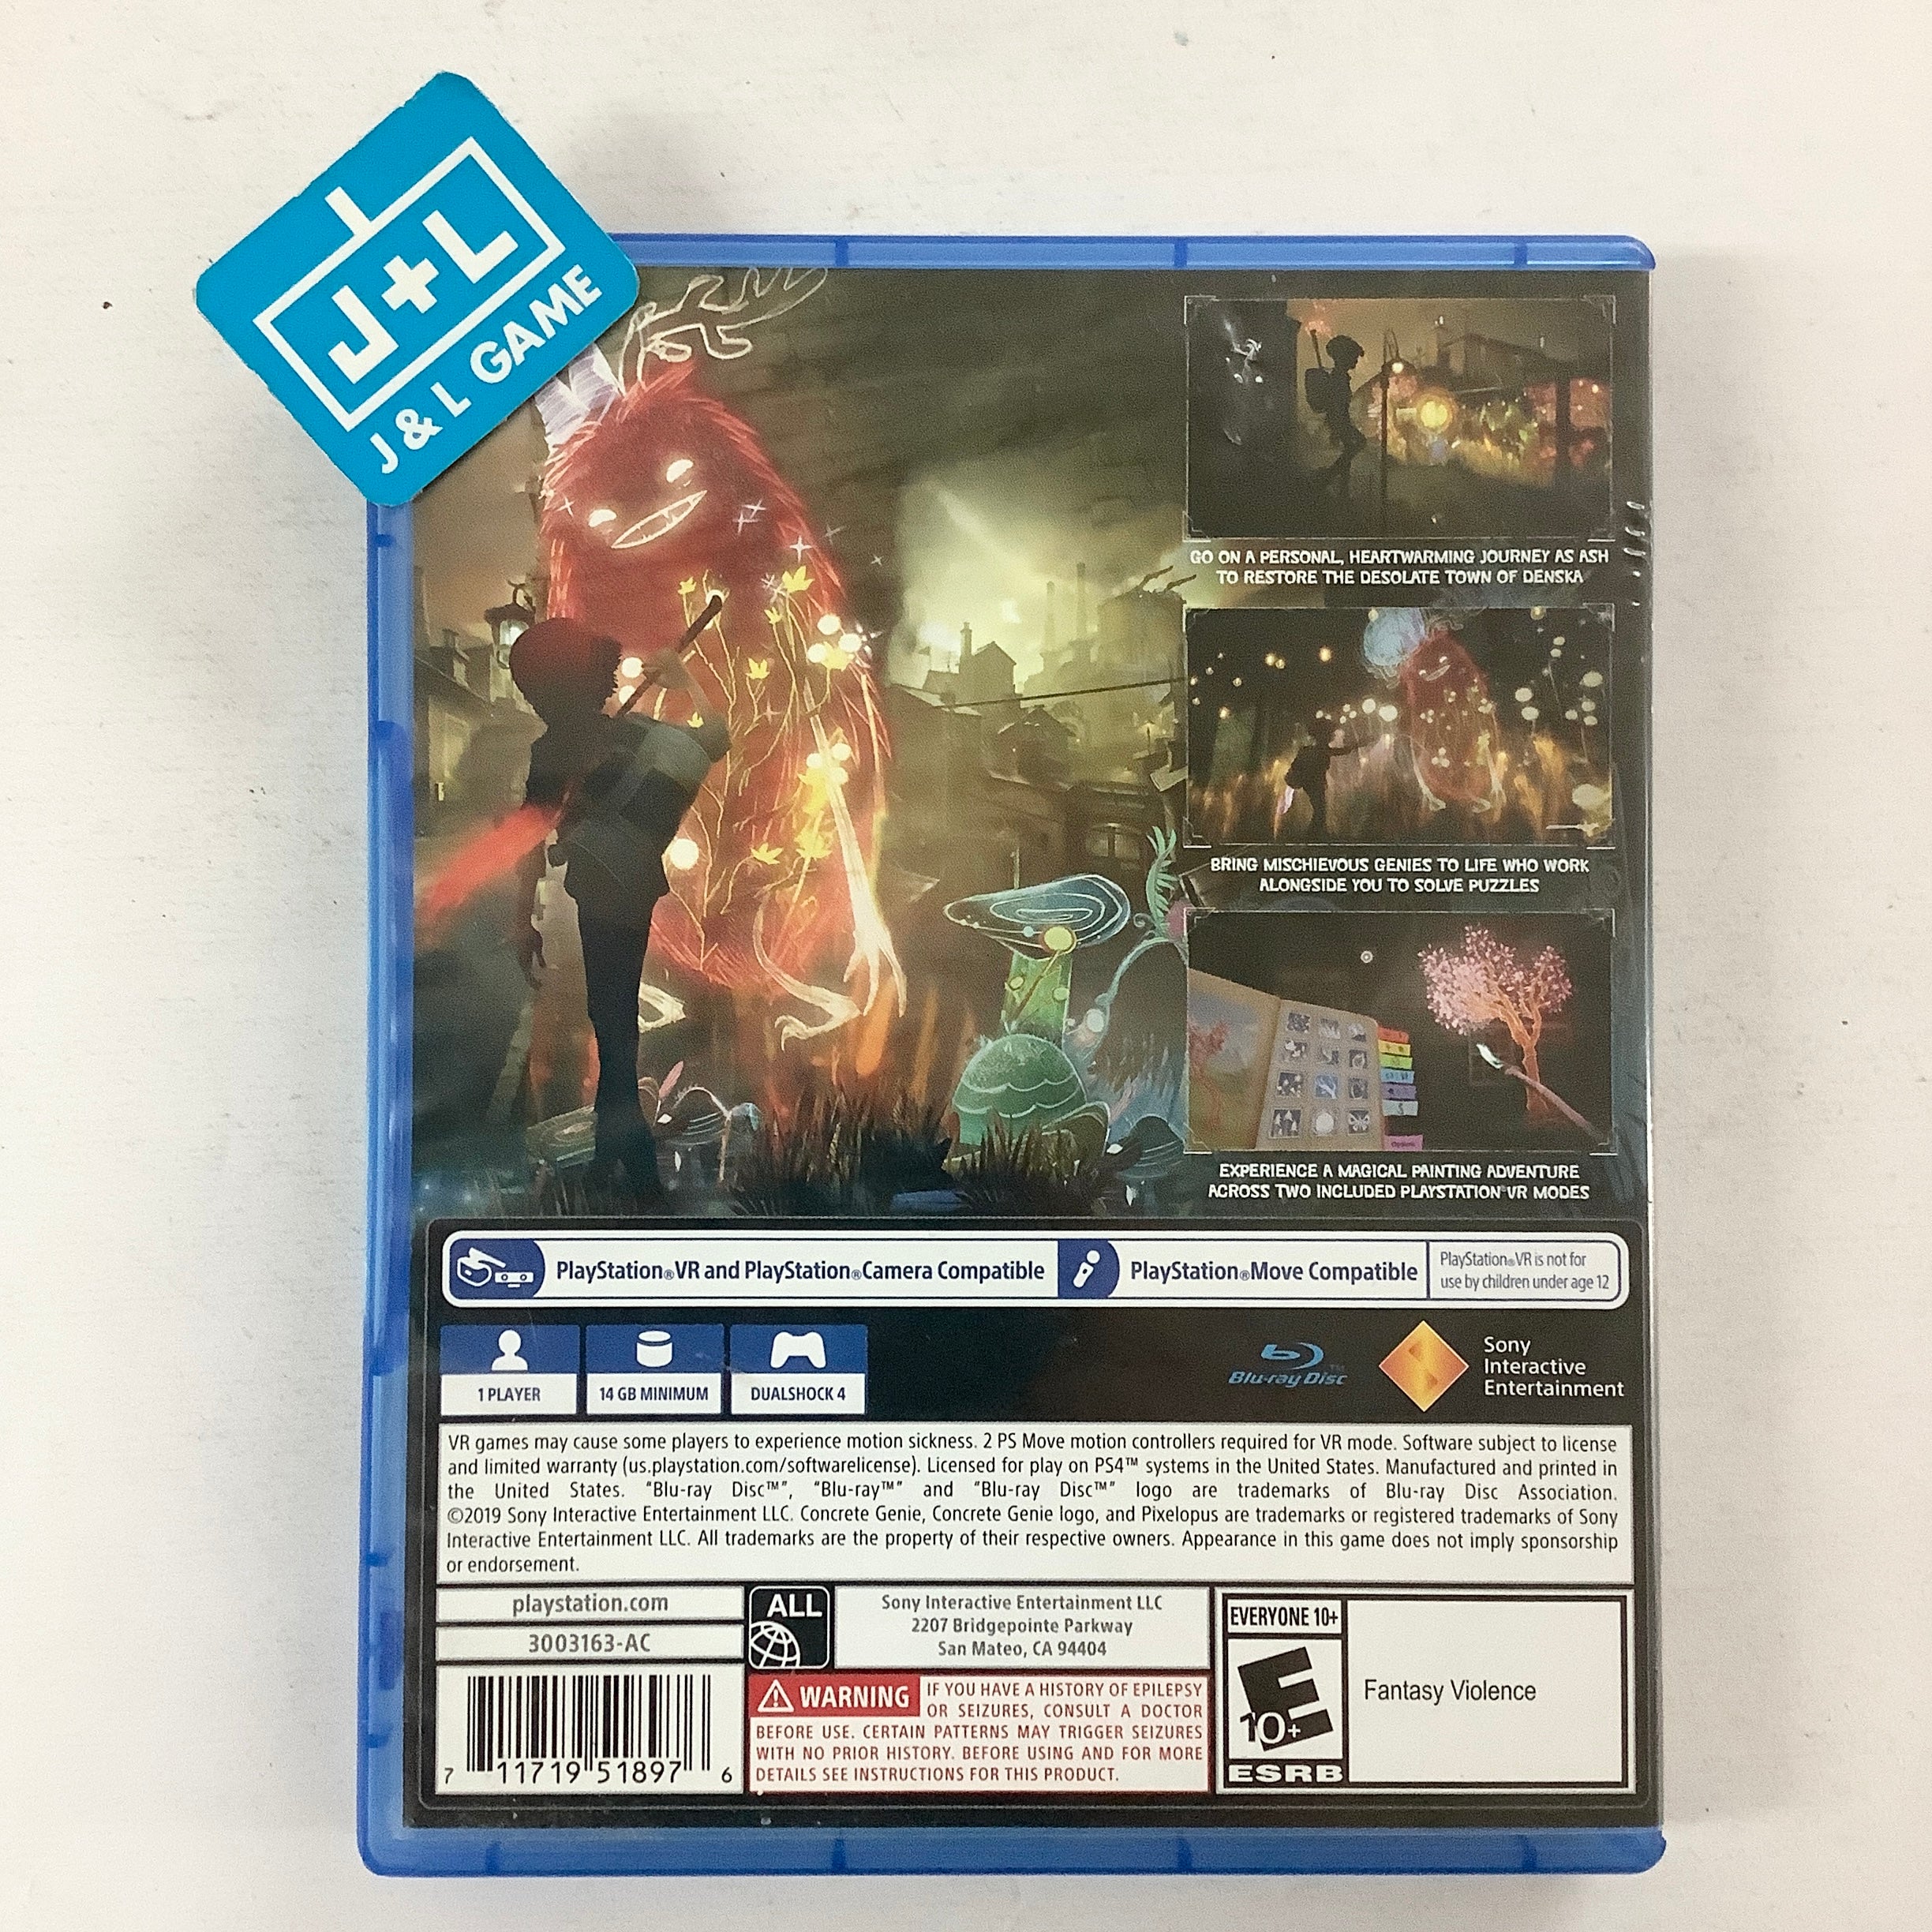 J+L
J & L GAME
GO ON A PERSONAL, HEARTWARMING JOURNEY AS ASH
TO RESTORE THE DESOLATE TOWN OF DENSKA
BRING MISCHIEVOUS GENIES TO LIFE WHO WORK
ALONGSIDE YOU TO SOLVE PUZZLES
EXPERIENCE A MAGICAL PAINTING ADVENTURE
ACROSS TWO INCLUDED PLAYSTATION®VR MODES
PlayStation®VR and PlayStation®Camera Compatible
PlayStation®Move Compatible
PlayStation®VR is not for
use by children under age 12
1 PLAYER
14 GB MINIMUM
DUALSHOCK 4
Blu-ray Disc™
Sony
Interactive
Entertainment
VR games may cause some players to experience motion sickness. 2 PS Move motion controllers required for VR mode. Software subject to license
and limited warranty (us.playstation.com/softwarelicense). Licensed for play on PS4™ systems in the United States. Manufactured and printed in
the United States. "Blu-ray Disc™", "Blu-ray™" and "Blu-ray Disc™" logo are trademarks of Blu-ray Disc Association.
©2019 Sony Interactive Entertainment LLC. Concrete Genie, Concrete Genie logo, and Pixelopus are trademarks or registered trademarks of Sony
Interactive Entertainment LLC. All trademarks are the property of their respective owners. Appearance in this game does not imply sponsorship
or endorsement.
playstation.com
3003163-AC
7 11719 51897 6
ALL
Sony Interactive Entertainment LLC
2207 Bridgepointe Parkway
San Mateo, CA 94404
WARNING IF YOU HAVE A HISTORY OF EPILEPSY
OR SEIZURES, CONSULT A DOCTOR
BEFORE USE. CERTAIN PATTERNS MAY TRIGGER SEIZURES
WITH NO PRIOR HISTORY. BEFORE USING AND FOR MORE
DETAILS SEE INSTRUCTIONS FOR THIS PRODUCT.
EVERYONE 10+
E
10+
ESRB
Fantasy Violence